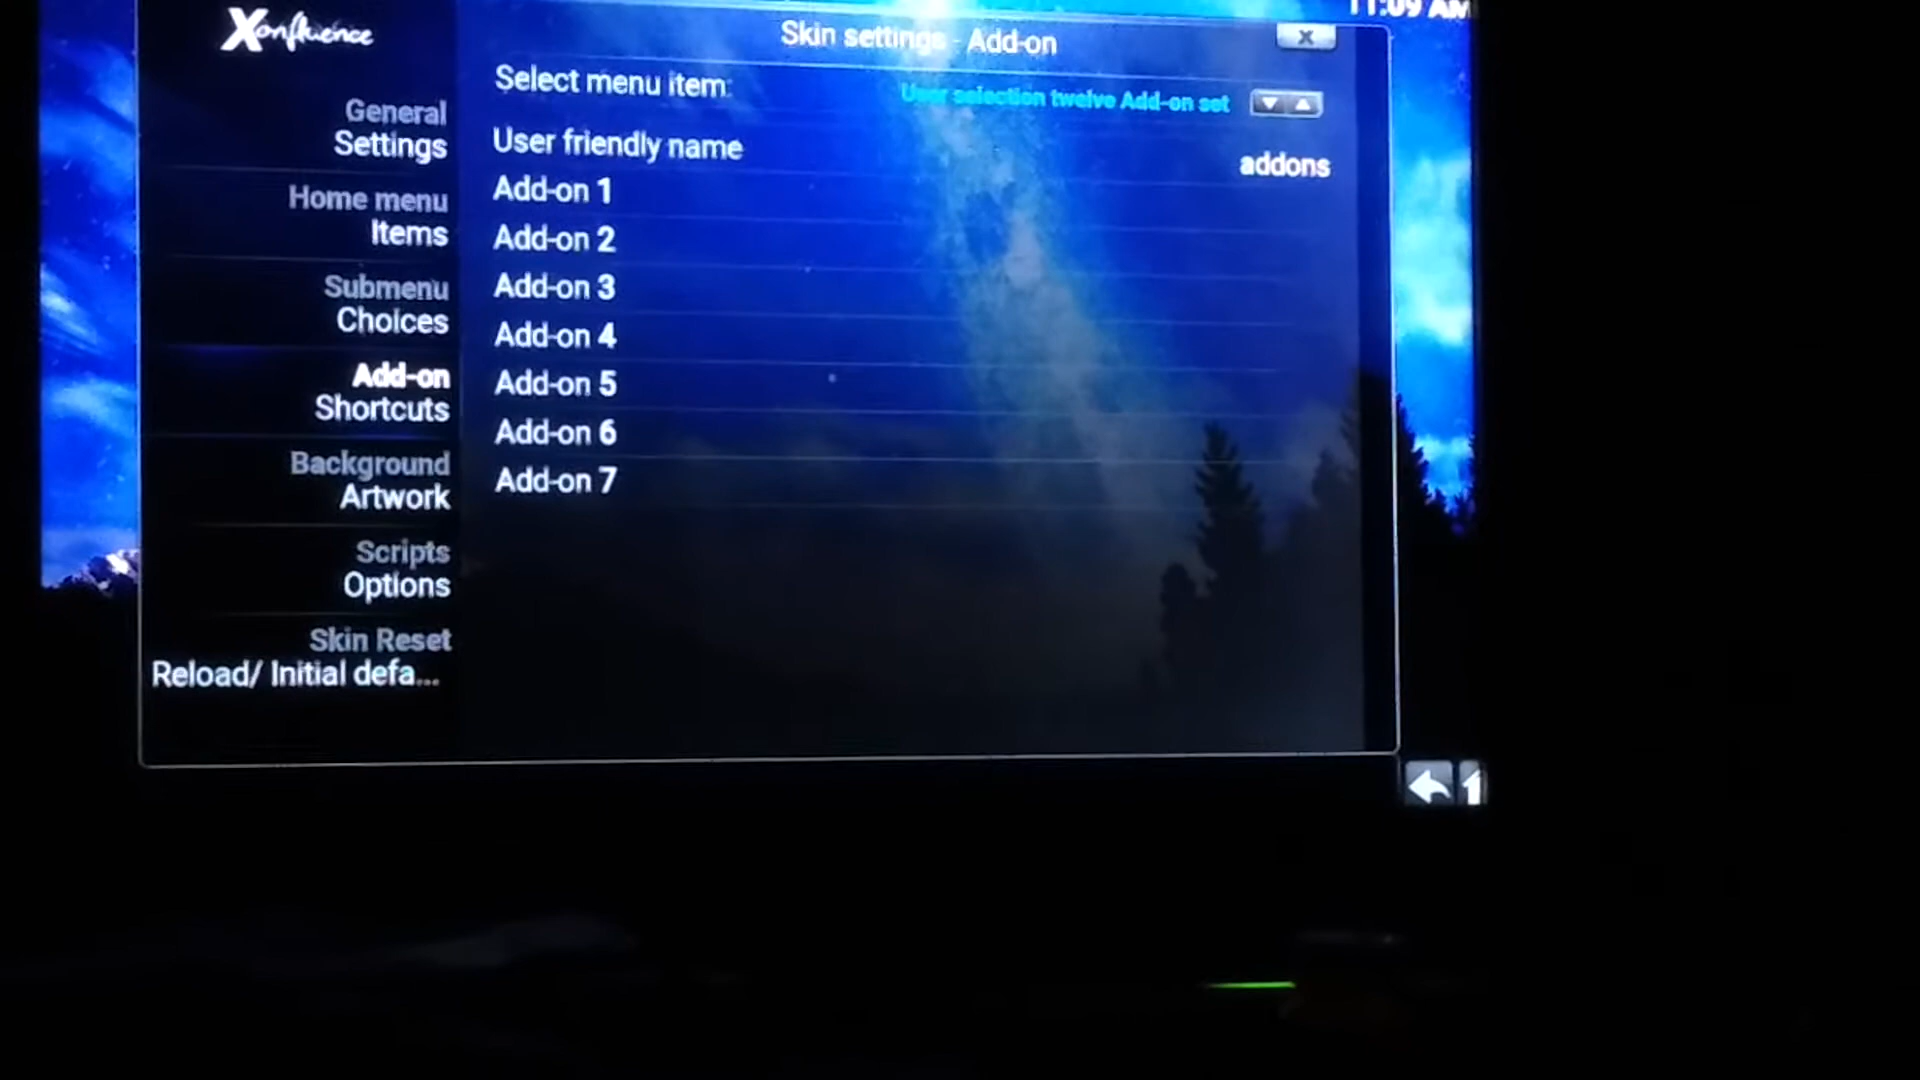 11:09 AM
Xonfluence
Skin settings - Add-on
x
General
Settings
Home menu
Items
Submenu
Choices
Add-on
Shortcuts
Background
Artwork
Scripts
Options
Skin Reset
Reload/ Initial defa...
Select menu item:
User selection twelve Add-on set
User friendly name
addons
Add-on 1
Add-on 2
Add-on 3
Add-on 4
Add-on 5
Add-on 6
Add-on 7